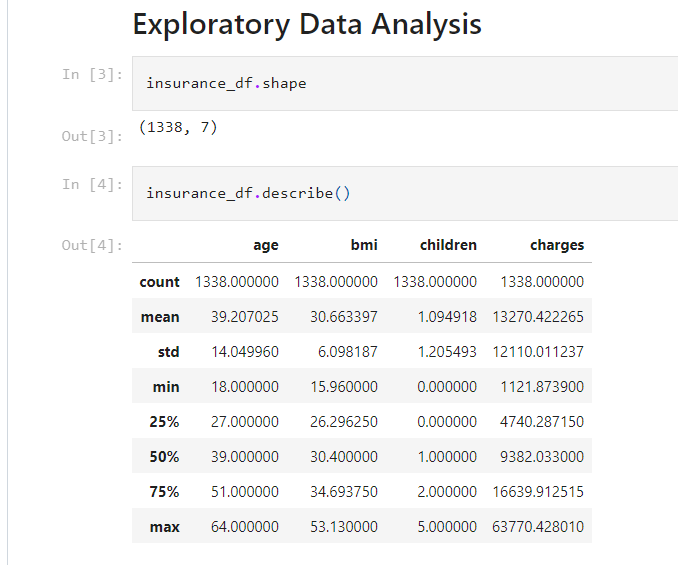 Exploratory Data Analysis
In [3]: insurance_df.shape
Out[3]: (1338, 7)
In [4]: insurance_df.describe()
Out[4]:
age bmi children charges
count 1338.000000 1338.000000 1338.000000 1338.000000
mean 39.207025 30.663397 1.094918 13270.422265
std 14.049960 6.098187 1.205493 12110.011237
min 18.000000 15.960000 0.000000 1121.873900
25% 27.000000 26.296250 0.000000 4740.287150
50% 39.000000 30.400000 1.000000 9382.033000
75% 51.000000 34.693750 2.000000 16639.912515
max 64.000000 53.130000 5.000000 63770.428010